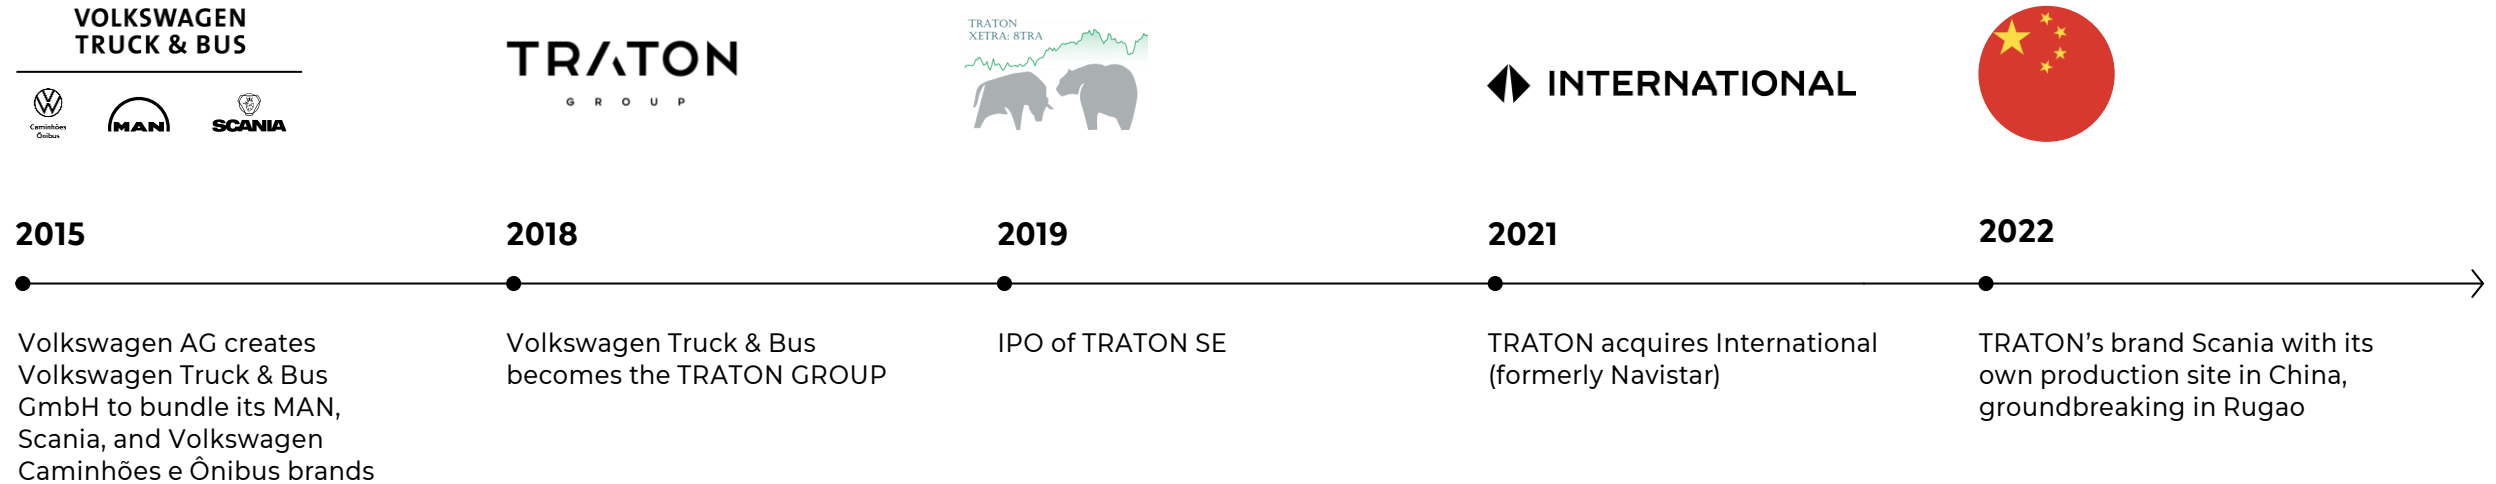 VOLKSWAGEN
TRUCK & BUS
Caminhões
Ônibus
MAN
SCANIA
2015
Volkswagen AG creates
Volkswagen Truck & Bus
GmbH to bundle its MAN,
Scania, and Volkswagen
Caminhões e Ônibus brands
TRATON
GROUP
2018
Volkswagen Truck & Bus
becomes the TRATON GROUP
TRATON
XETRA: 8TRA
2019
IPO of TRATON SE
INTERNATIONAL
2021
TRATON acquires International
(formerly Navistar)
2022
TRATON’s brand Scania with its
own production site in China,
groundbreaking in Rugao